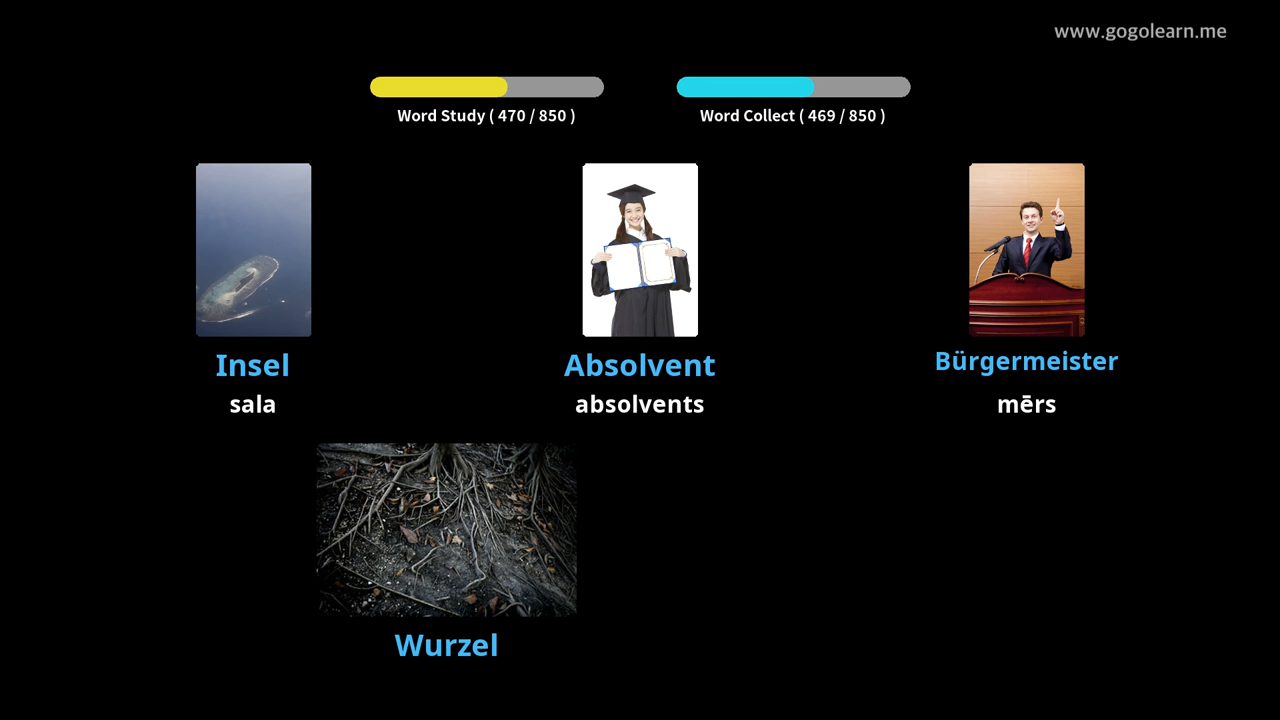 www.gogolearn.me
Word Study ( 470 / 850 )
Word Collect ( 469 / 850 )
Insel
sala
Absolvent
absolvents
Bürgermeister
mērs
Wurzel